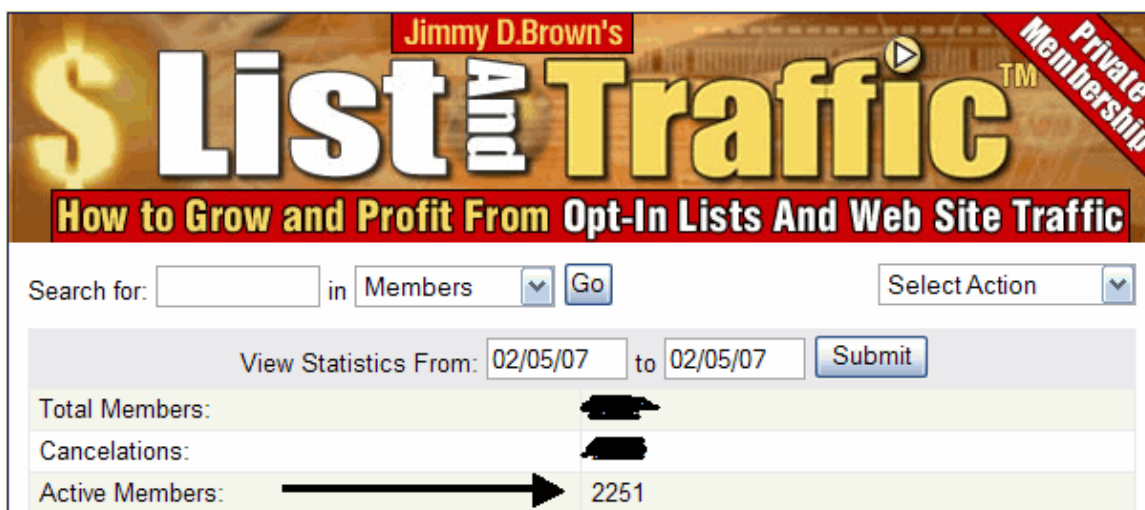 Jimmy D.Brown's
$ List And Traffic™
Private Membership
How to Grow and Profit From Opt-In Lists And Web Site Traffic
Search for: in Members Go Select Action
View Statistics From: 02/05/07 to 02/05/07 Submit
Total Members:
Cancelations:
Active Members: 2251